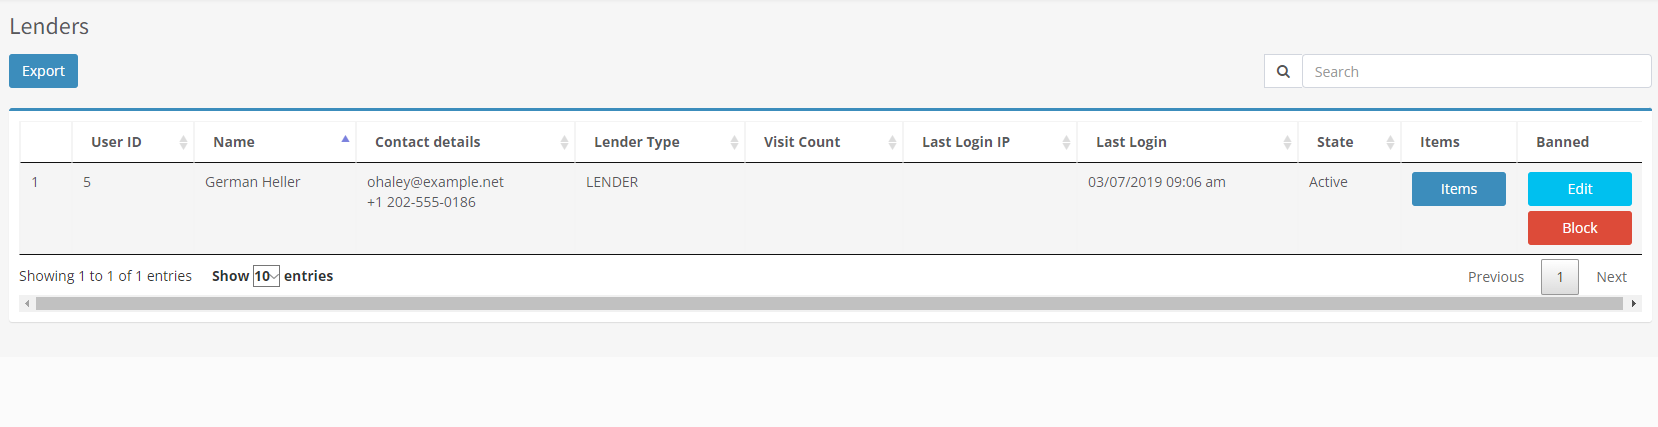 Lenders
Export
Search
User ID Name Contact details Lender Type Visit Count Last Login IP Last Login State Items Banned
1 5 German Heller ohaley@example.net LENDER 03/07/2019 09:06 am Active Items Edit
+1 202-555-0186
Block
Showing 1 to 1 of 1 entries Show 10 entries Previous 1 Next